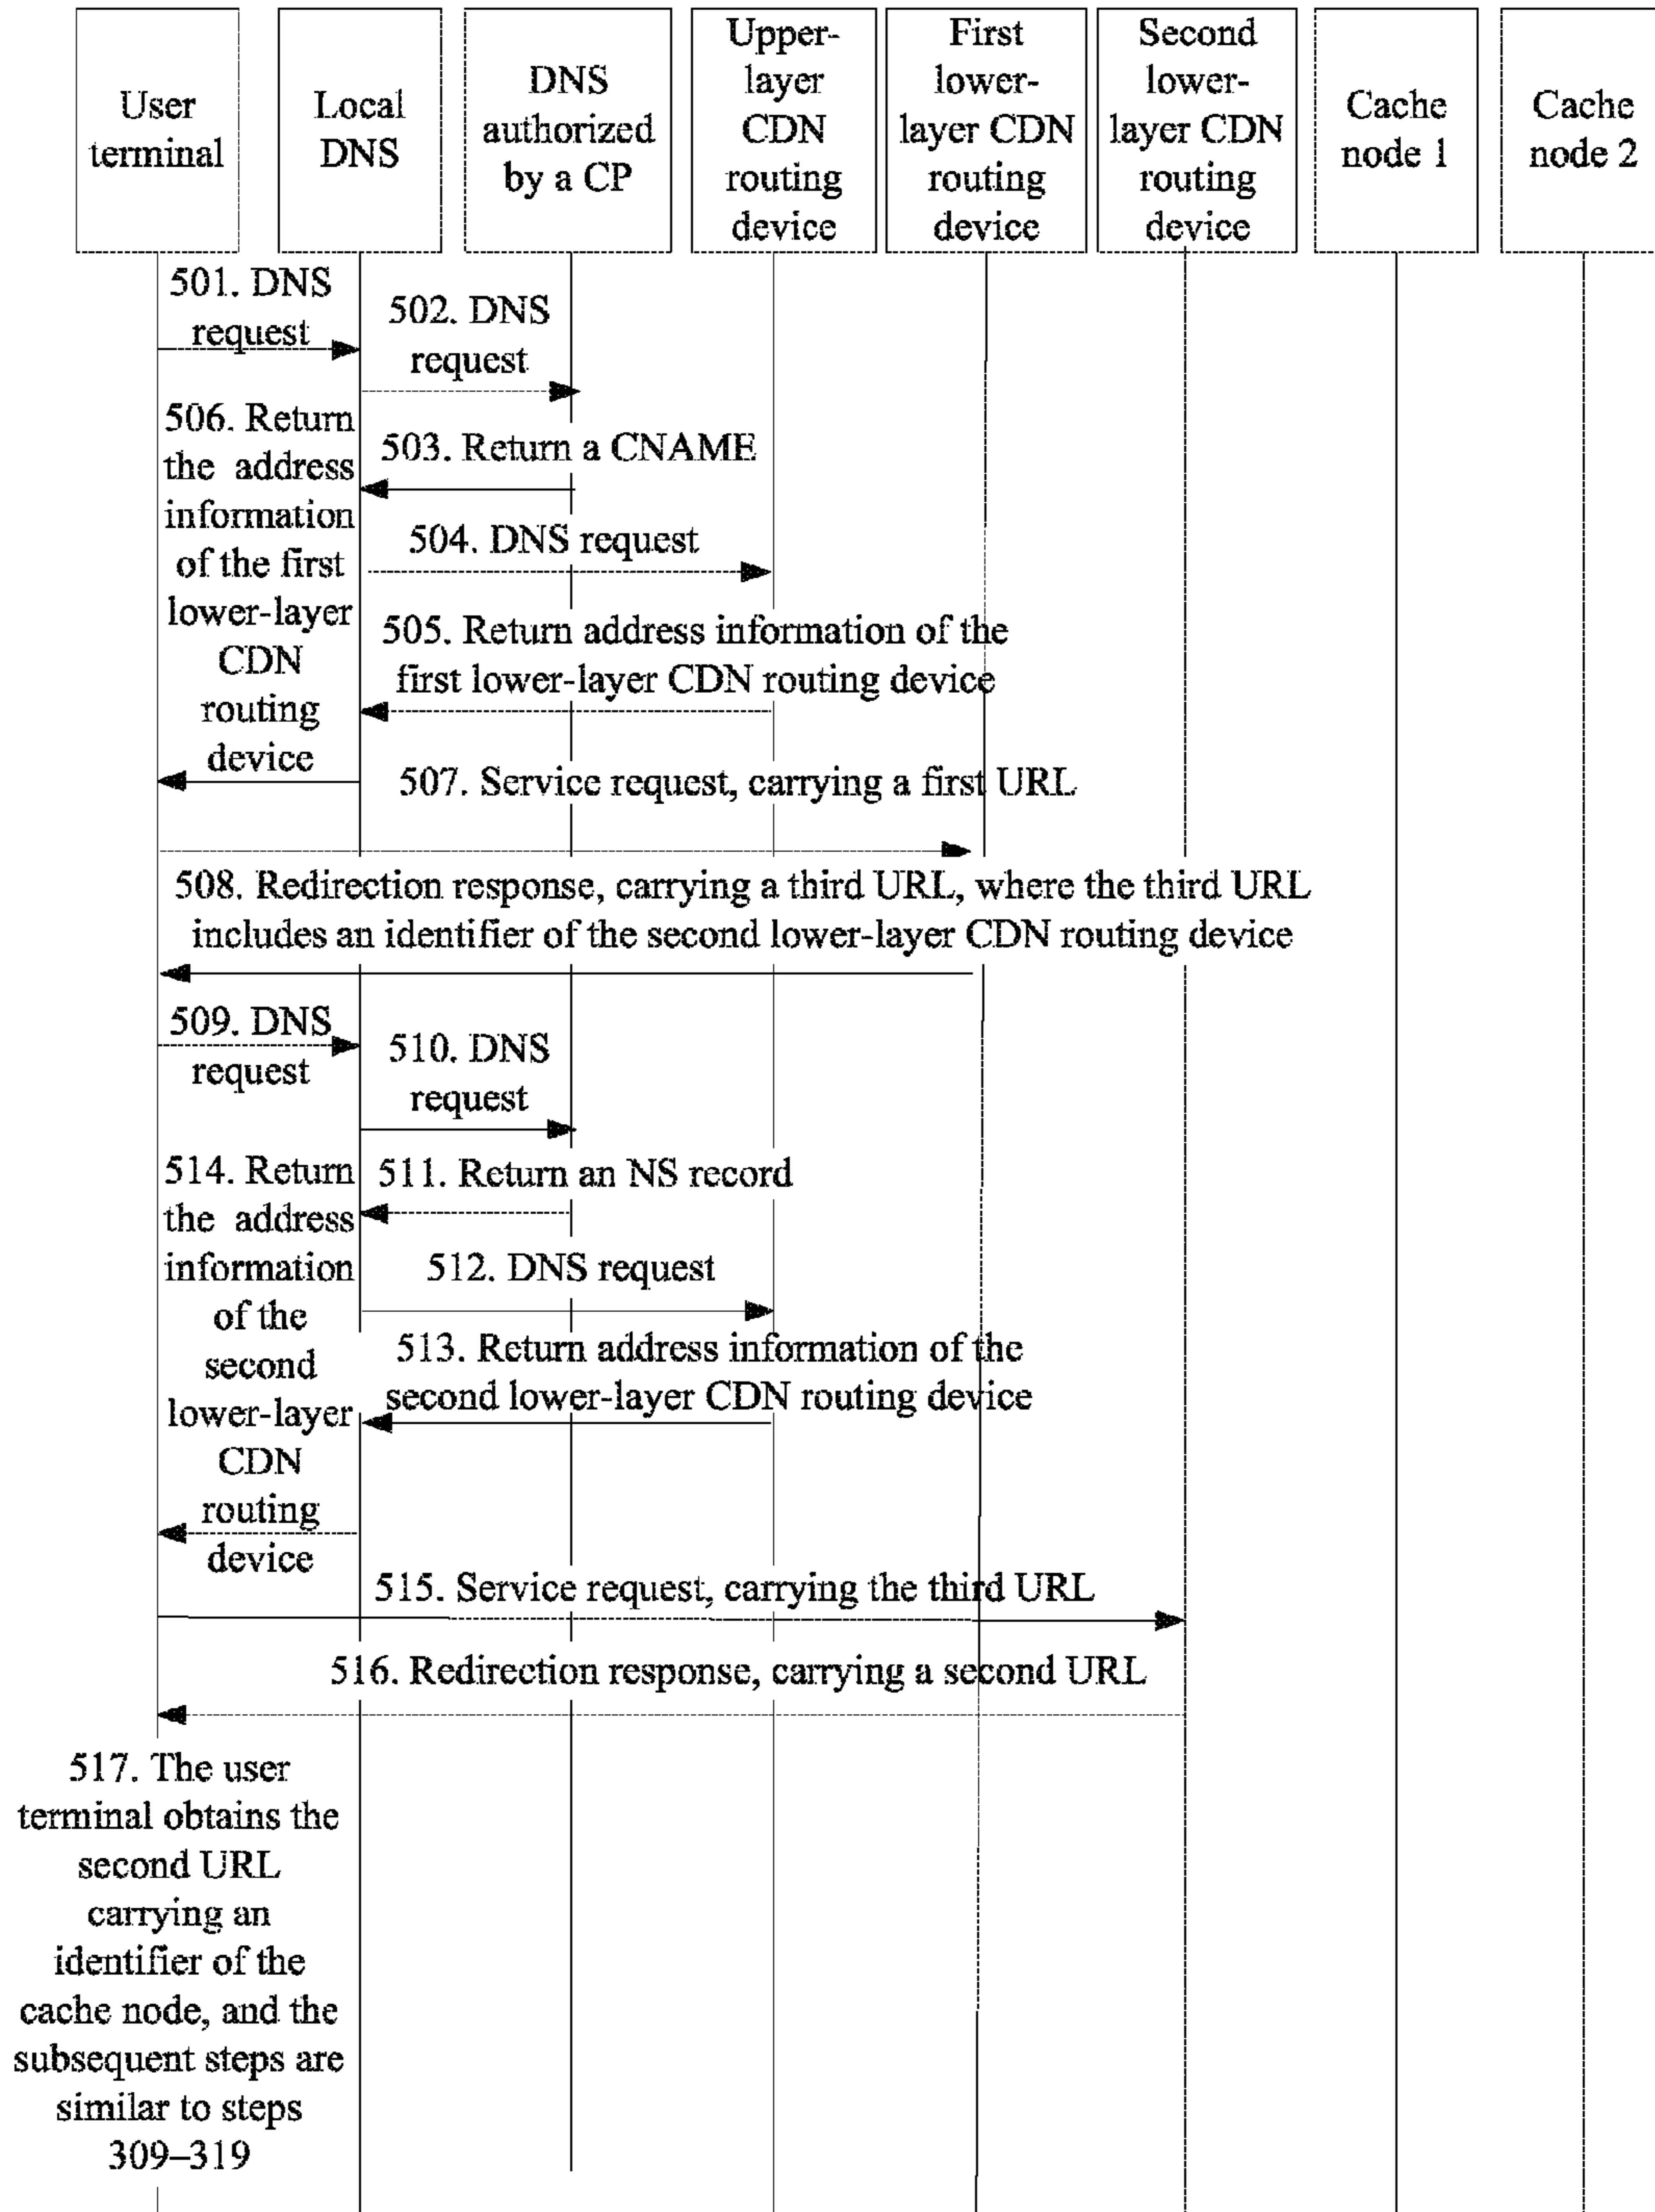 User
terminal
Local
DNS
DNS
authorized
by a CP
Upper-
layer
CDN
routing
device
First
lower-
layer CDN
routing
device
Second
lower-
layer CDN
routing
device
Cache
node 1
Cache
node 2
501. DNS
request
502. DNS
request
503. Return a CNAME
504. DNS request
505. Return address information of the
first lower-layer CDN routing device
506. Return
the address
information
of the first
lower-layer
CDN
routing
device
507. Service request, carrying a first URL
508. Redirection response, carrying a third URL, where the third URL
includes an identifier of the second lower-layer CDN routing device
509. DNS
request
510. DNS
request
511. Return an NS record
512. DNS request
513. Return address information of the
second lower-layer CDN routing device
514. Return
the address
information
of the
second
lower-layer
CDN
routing
device
515. Service request, carrying the third URL
516. Redirection response, carrying a second URL
517. The user
terminal obtains the
second URL
carrying an
identifier of the
cache node, and the
subsequent steps are
similar to steps
309–319